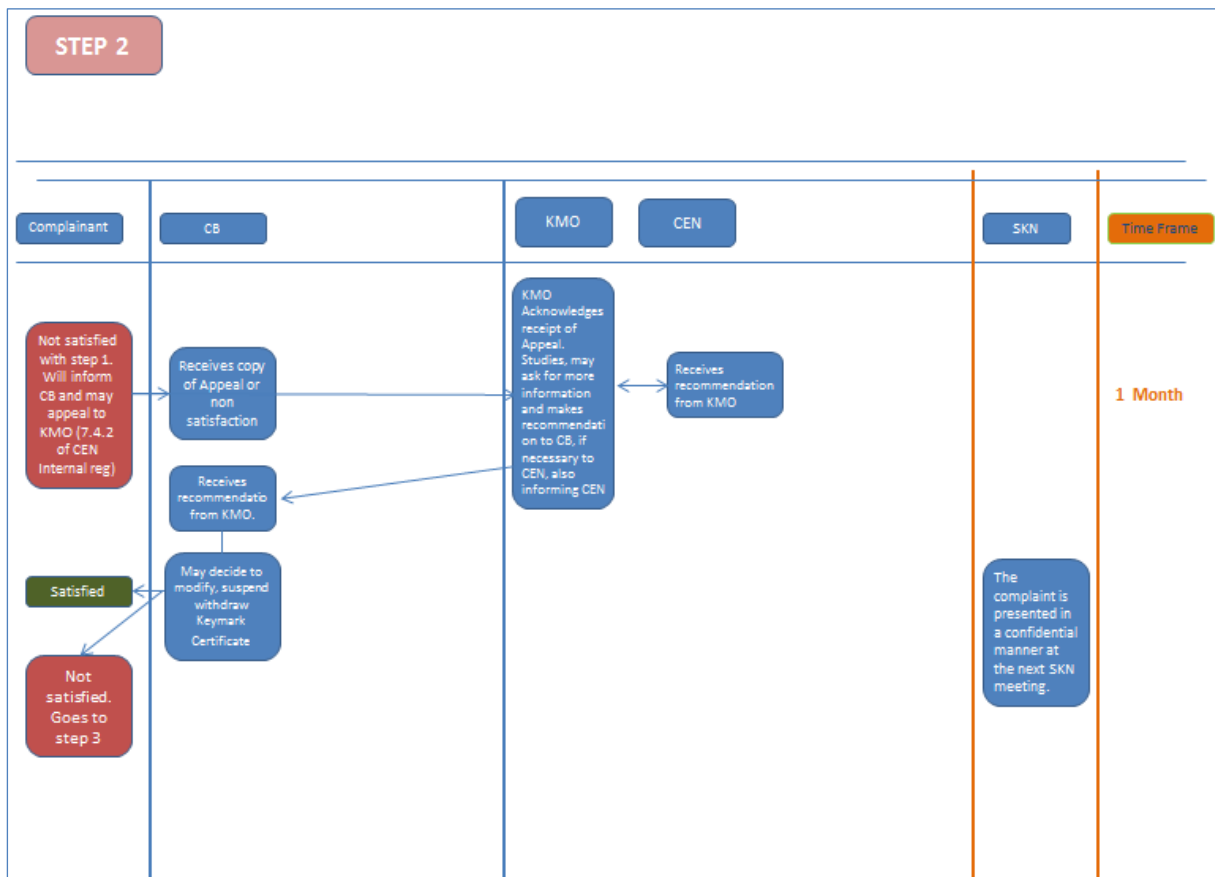 STEP 2
Complainant
CB
KMO
CEN
SKN
Time Frame
Not satisfied
with step 1.
Will inform
CB and may
appeal to
KMO (7.4.2
of CEN
Internal reg)
Receives copy
of Appeal or
non
satisfaction
KMO
Acknowledges
receipt of
Appeal.
Studies, may
ask for more
information
and makes
recommendati
on to CB, if
necessary to
CEN, also
informing CEN
Receives
recommendation
from KMO
1 Month
Receives
recommendatio
from KMO.
May decide to
modify, suspend
withdraw
Keymark
Certificate
Satisfied
Not
satisfied.
Goes to
step 3
The
complaint is
presented in
a confidential
manner at
the next SKN
meeting.